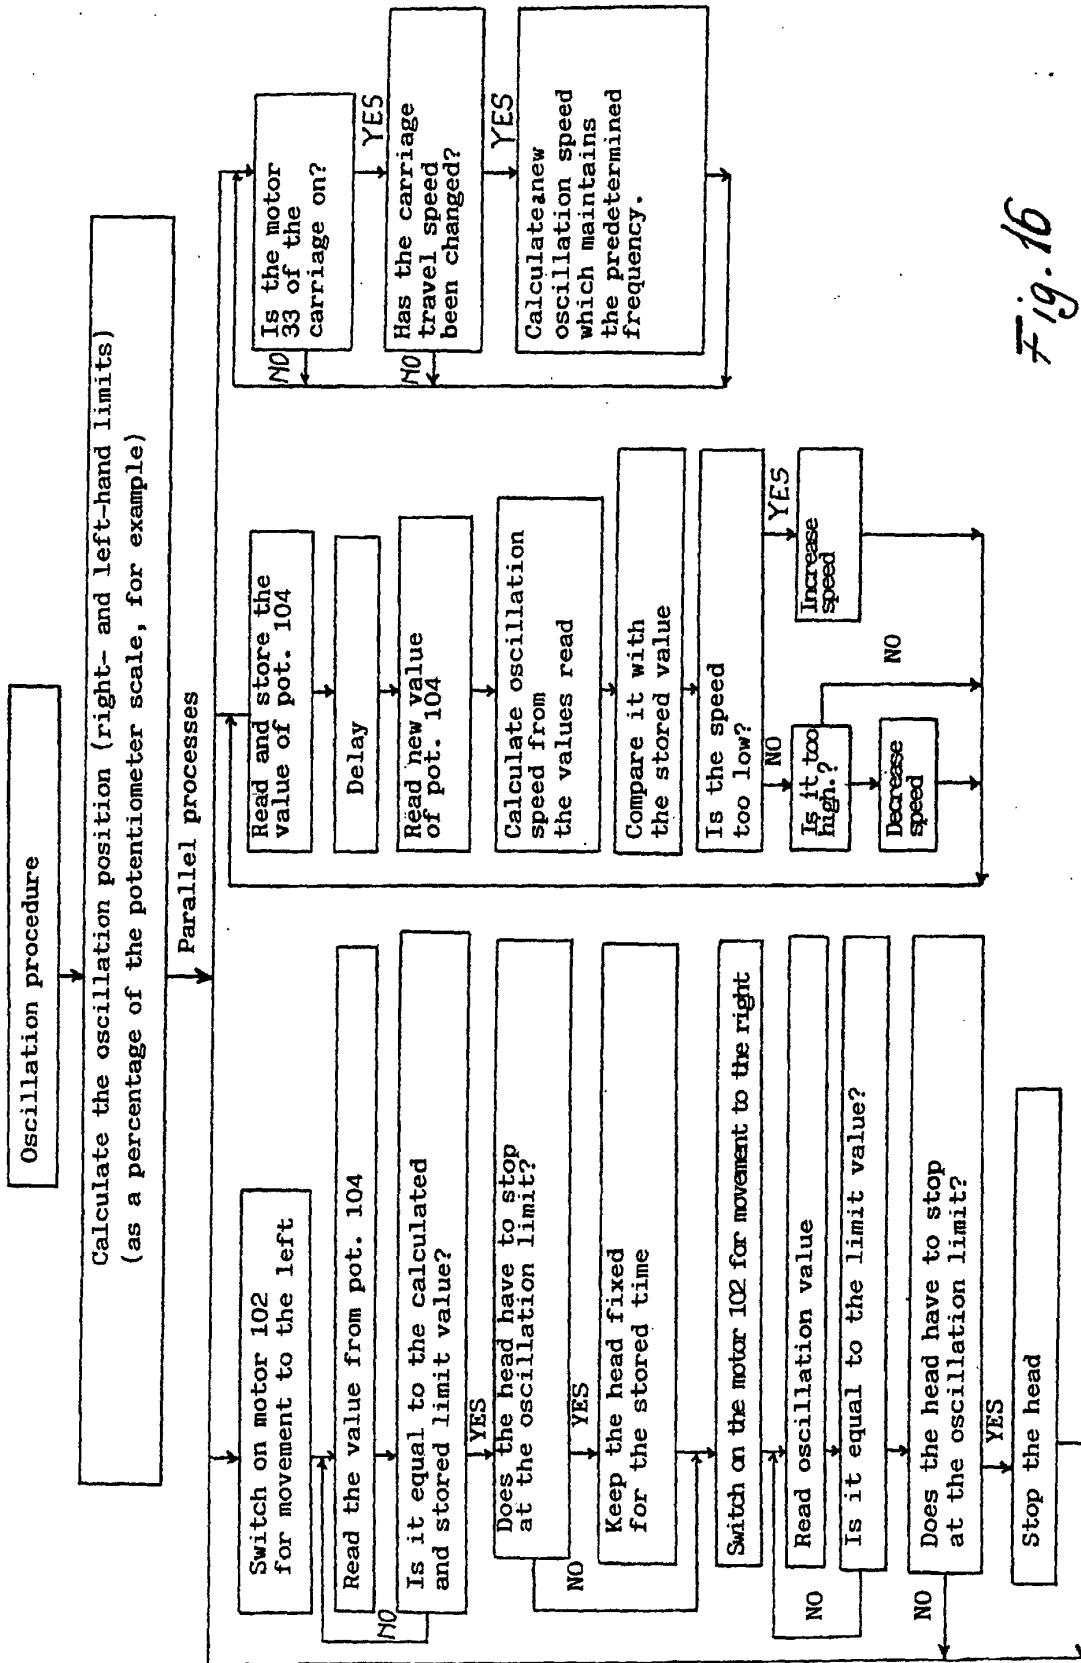 Oscillation procedure
Calculate the oscillation position (right- and left-hand limits)
(as a percentage of the potentiometer scale, for example)
Parallel processes
Switch on motor 102
for movement to the left
Read the value from pot. 104
Is it equal to the calculated
and stored limit value?
NO
YES
Does the head have to stop
at the oscillation limit?
NO
YES
Keep the head fixed
for the stored time
Switch on the motor 102 for movement to the right
Read oscillation value
Is it equal to the limit value?
NO
Does the head have to stop
at the oscillation limit?
NO
YES
Stop the head
Read and store the
value of pot. 104
Delay
Read new value
of pot. 104
Calculate oscillation
speed from
the values read
Compare it with
the stored value
Is the speed
too low?
NO
YES
Is it too
high.?
NO
Increase
speed
Decrease
speed
Is the motor
33 of the
carriage on?
NO
YES
Has the carriage
travel speed
been changed?
NO
YES
Calculate a new
oscillation speed
which maintains
the predetermined
frequency.
Fig. 16